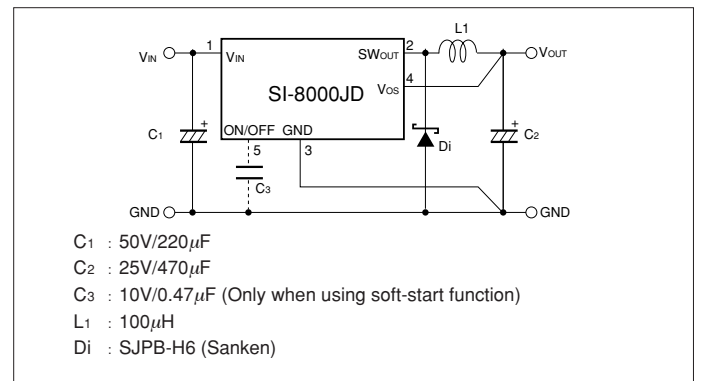 L1
VIN 1 VIN SWOUT 2 VOUT
4
VOS
SI-8000JD
C1 + ON/OFF GND Di + C2
5 3
C3
GND GND
C1 : 50V/220μF
C2 : 25V/470μF
C3 : 10V/0.47μF (Only when using soft-start function)
L1 : 100μH
Di : SJPB-H6 (Sanken)